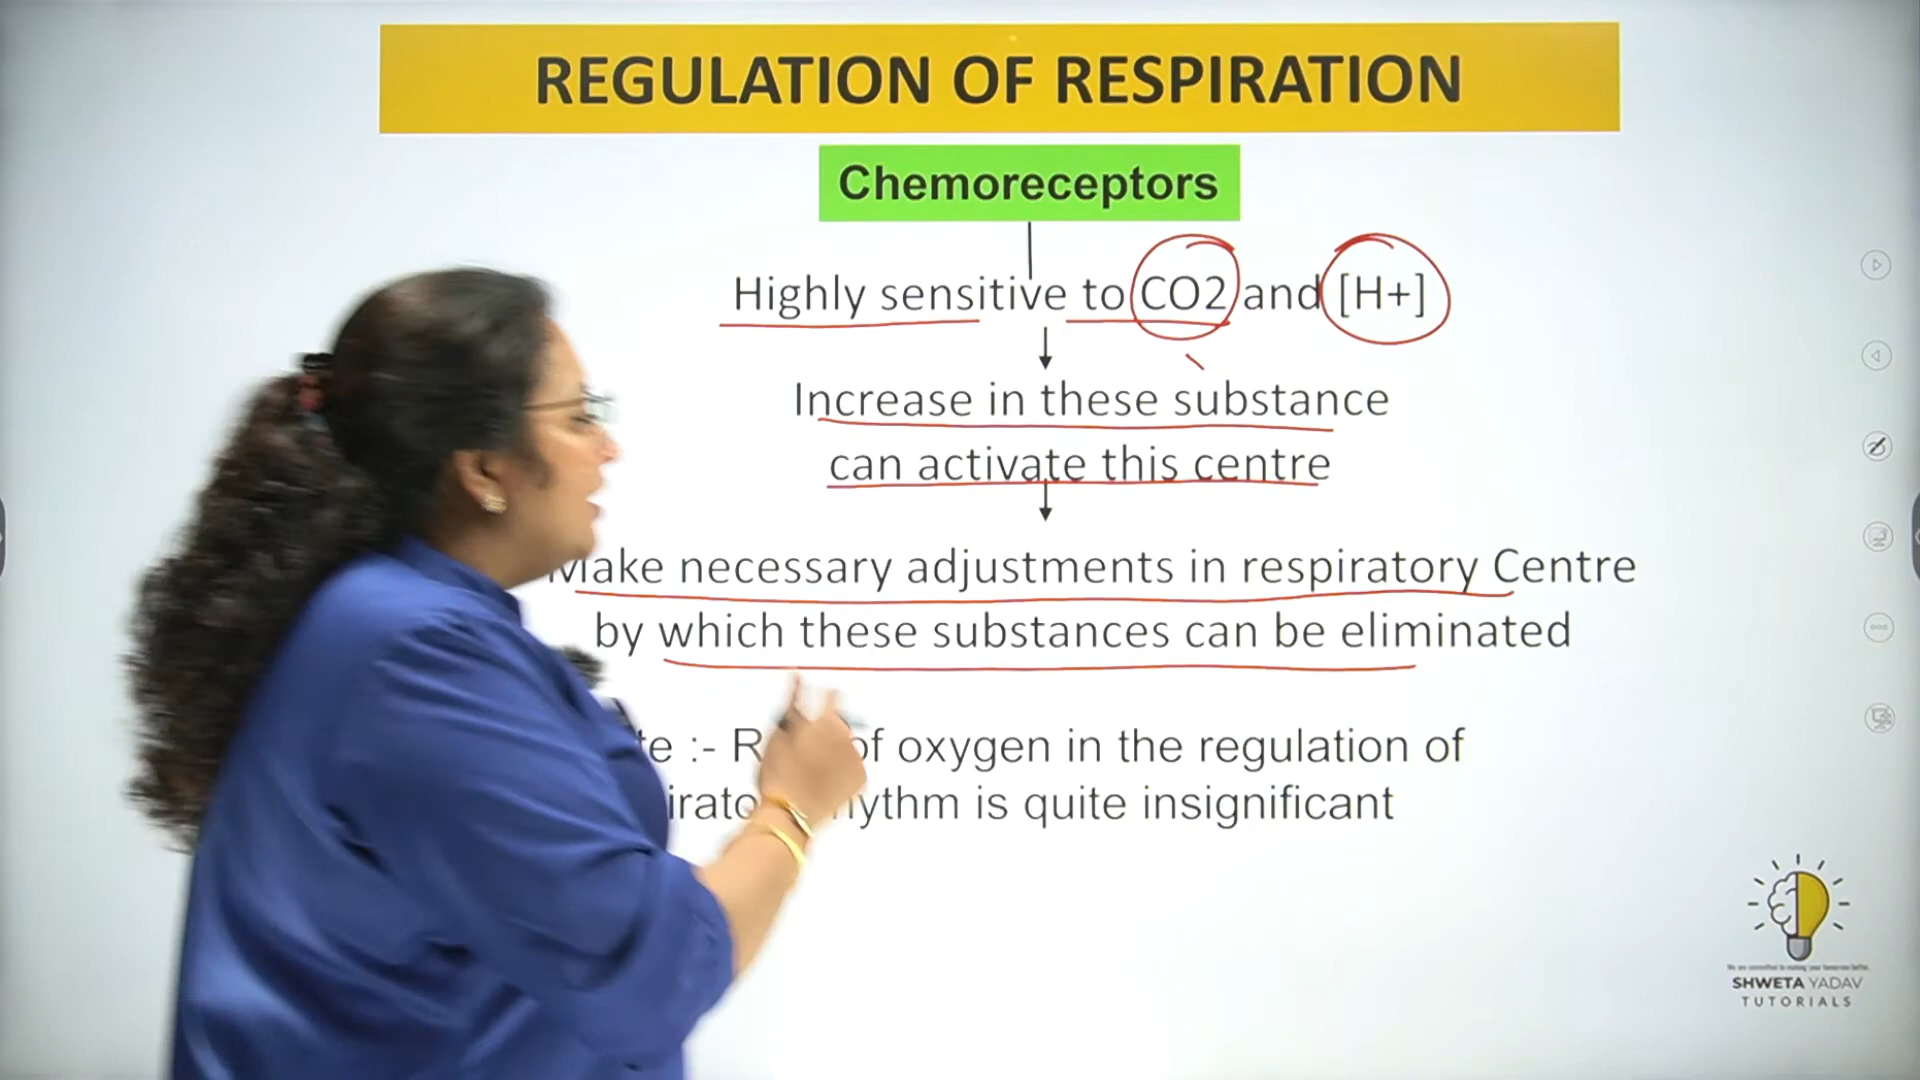 REGULATION OF RESPIRATION
Chemoreceptors
Highly sensitive to CO2 and [H+]
Increase in these substance
can activate this centre
Make necessary adjustments in respiratory Centre
by which these substances can be eliminated
:- of oxygen in the regulation of
is quite insignificant
SHWETA YADAV
TUTORIALS